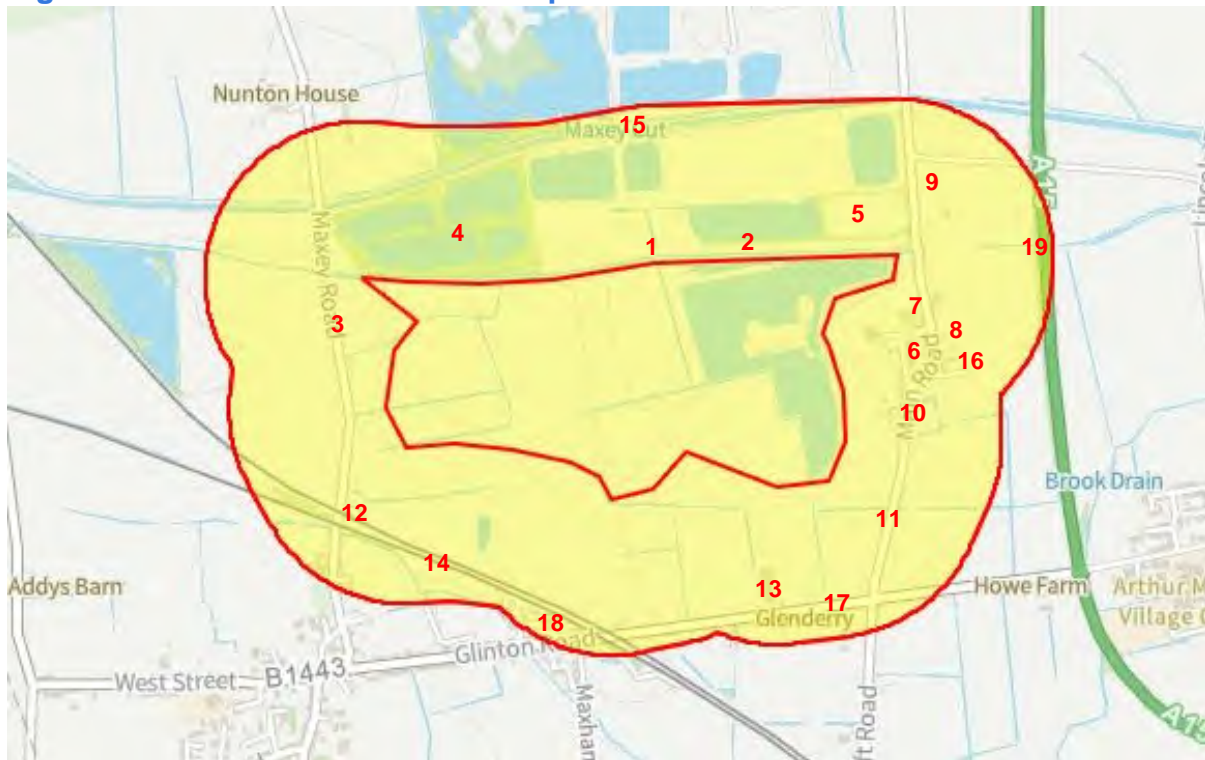 Nunton House
15
Maxey Cut
A15
9
5
4
1
2
19
Maxey Road
3
7
8
6
16
10
Brook Drain
12
11
14
Addys Barn
13
17
Howe Farm
Glenderry
18
Glinton Road
West Street
B1443